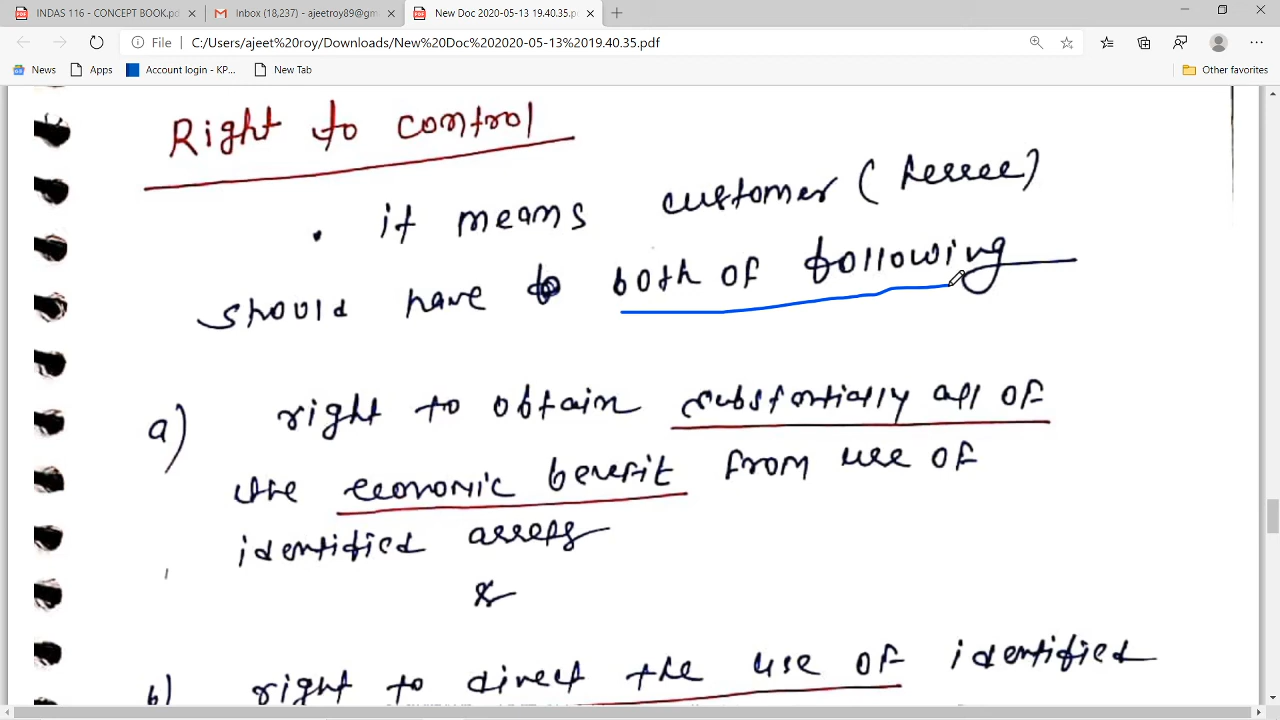 INDAS 116 - CONCEPT BOOK.pd
Inbox (18,237) - ajeetroy89@gm
New Doc 2020-05-13 19.40.35.pdf
File
C:/Users/ajeet%20roy/Downloads/New%20Doc%202020-05-13%2019.40.35.pdf
News
Apps
Account login - KP...
New Tab
Other favorites
Right to control
. it means customer (Lessee)
should have both of following
a) right to obtain substantially all of
the economic benefit from use of
identified assets
&
b) right to direct the use of identified